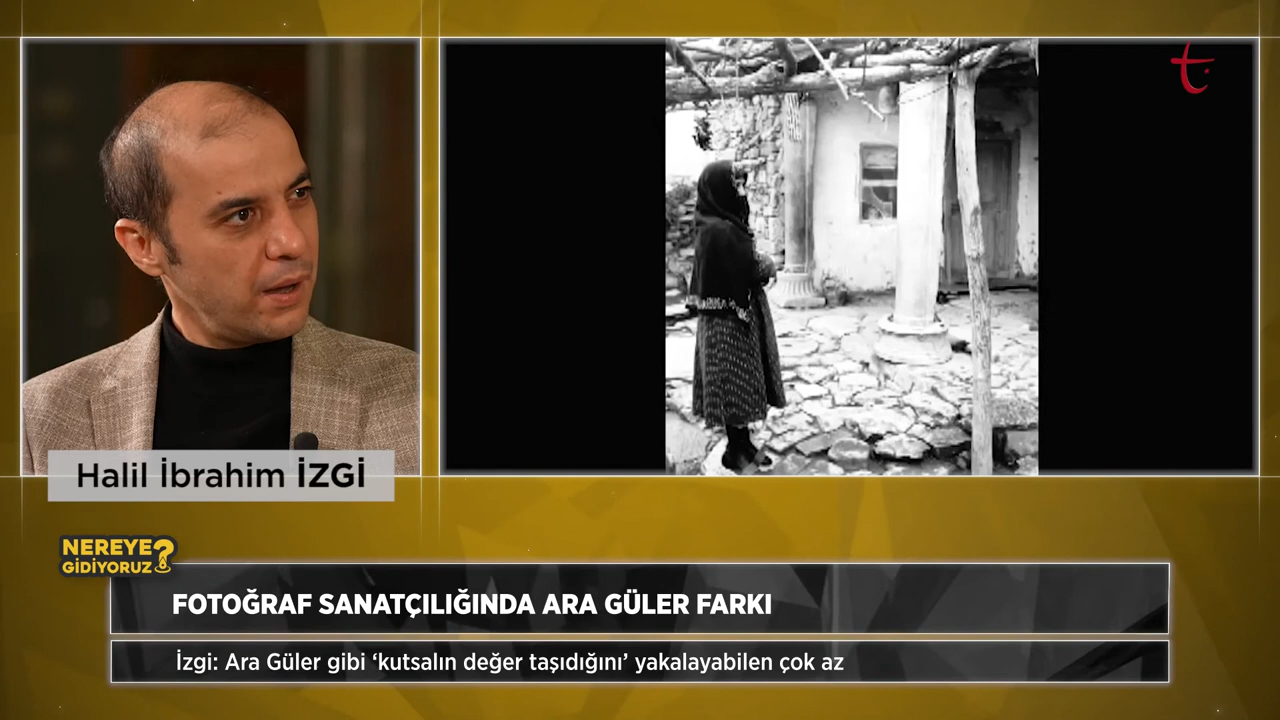 Halil İbrahim İZGİ
NEREYE
GİDİYORUZ?
FOTOĞRAF SANATÇILIĞINDA ARA GÜLER FARKI
İzgi: Ara Güler gibi ‘kutsalın değer taşıdığını’ yakalayabilen çok az